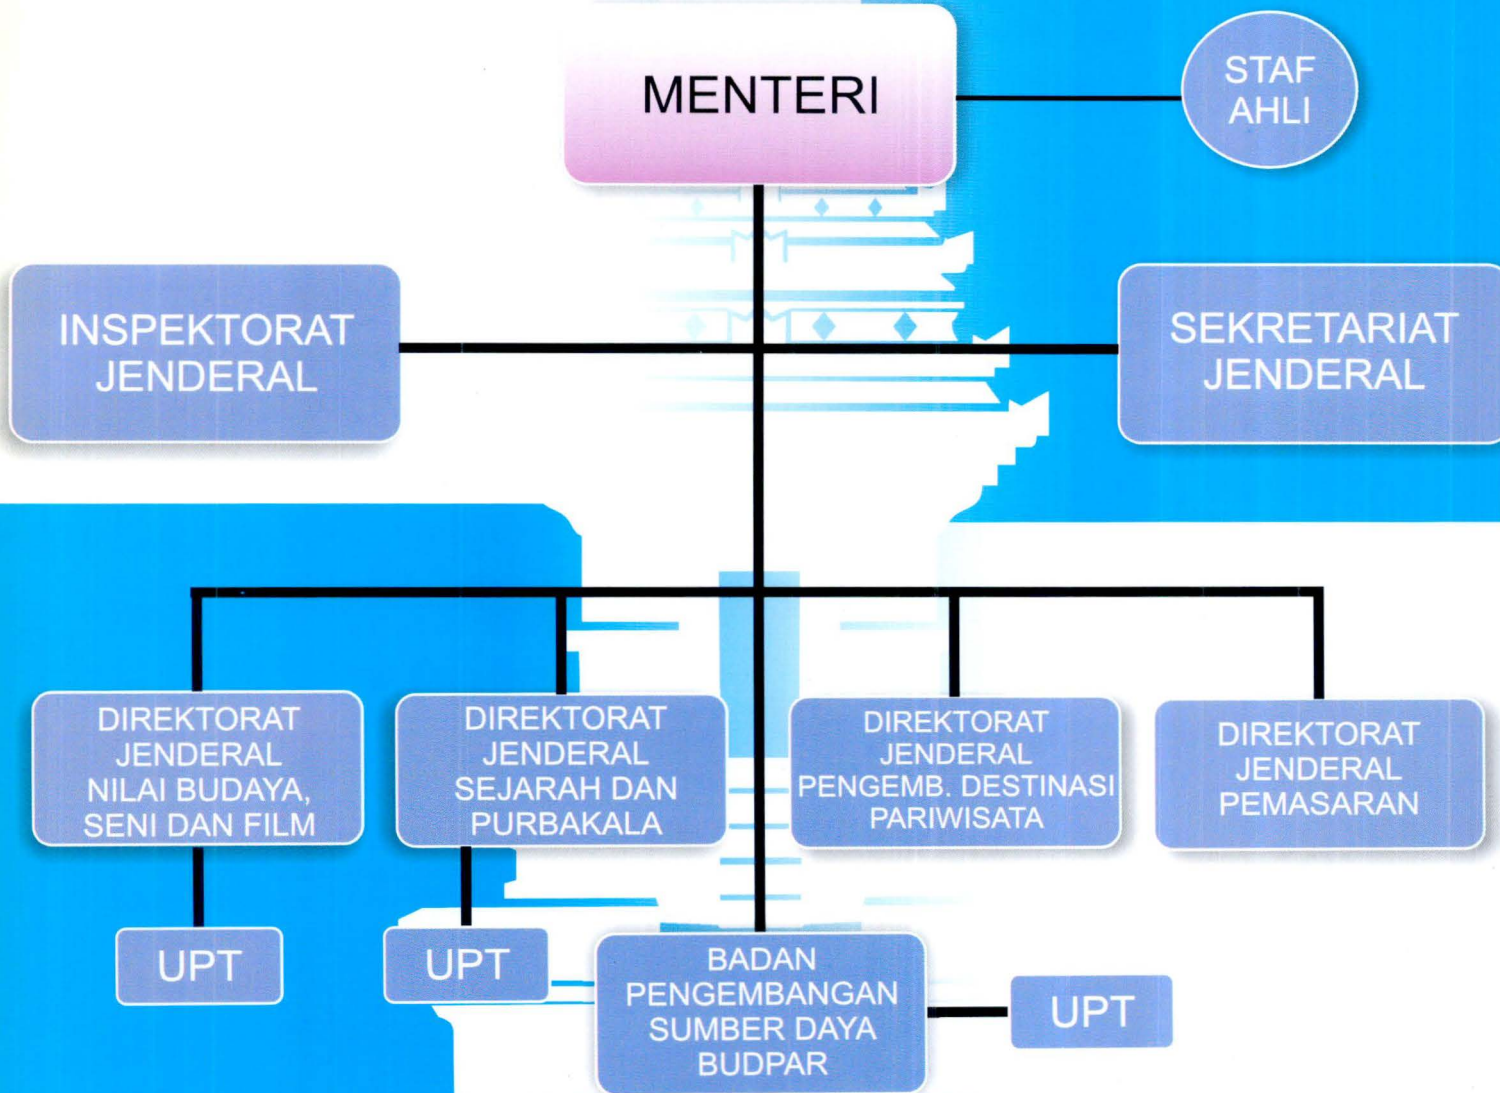 MENTERI
STAF
AHLI
INSPEKTORAT
JENDERAL
SEKRETARIAT
JENDERAL
DIREKTORAT
JENDERAL
NILAI BUDAYA,
SENI DAN FILM
DIREKTORAT
JENDERAL
SEJARAH DAN
PURBAKALA
DIREKTORAT
JENDERAL
PENGEMB. DESTINASI
PARIWISATA
DIREKTORAT
JENDERAL
PEMASARAN
UPT
UPT
BADAN
PENGEMBANGAN
SUMBER DAYA
BUDPAR
UPT